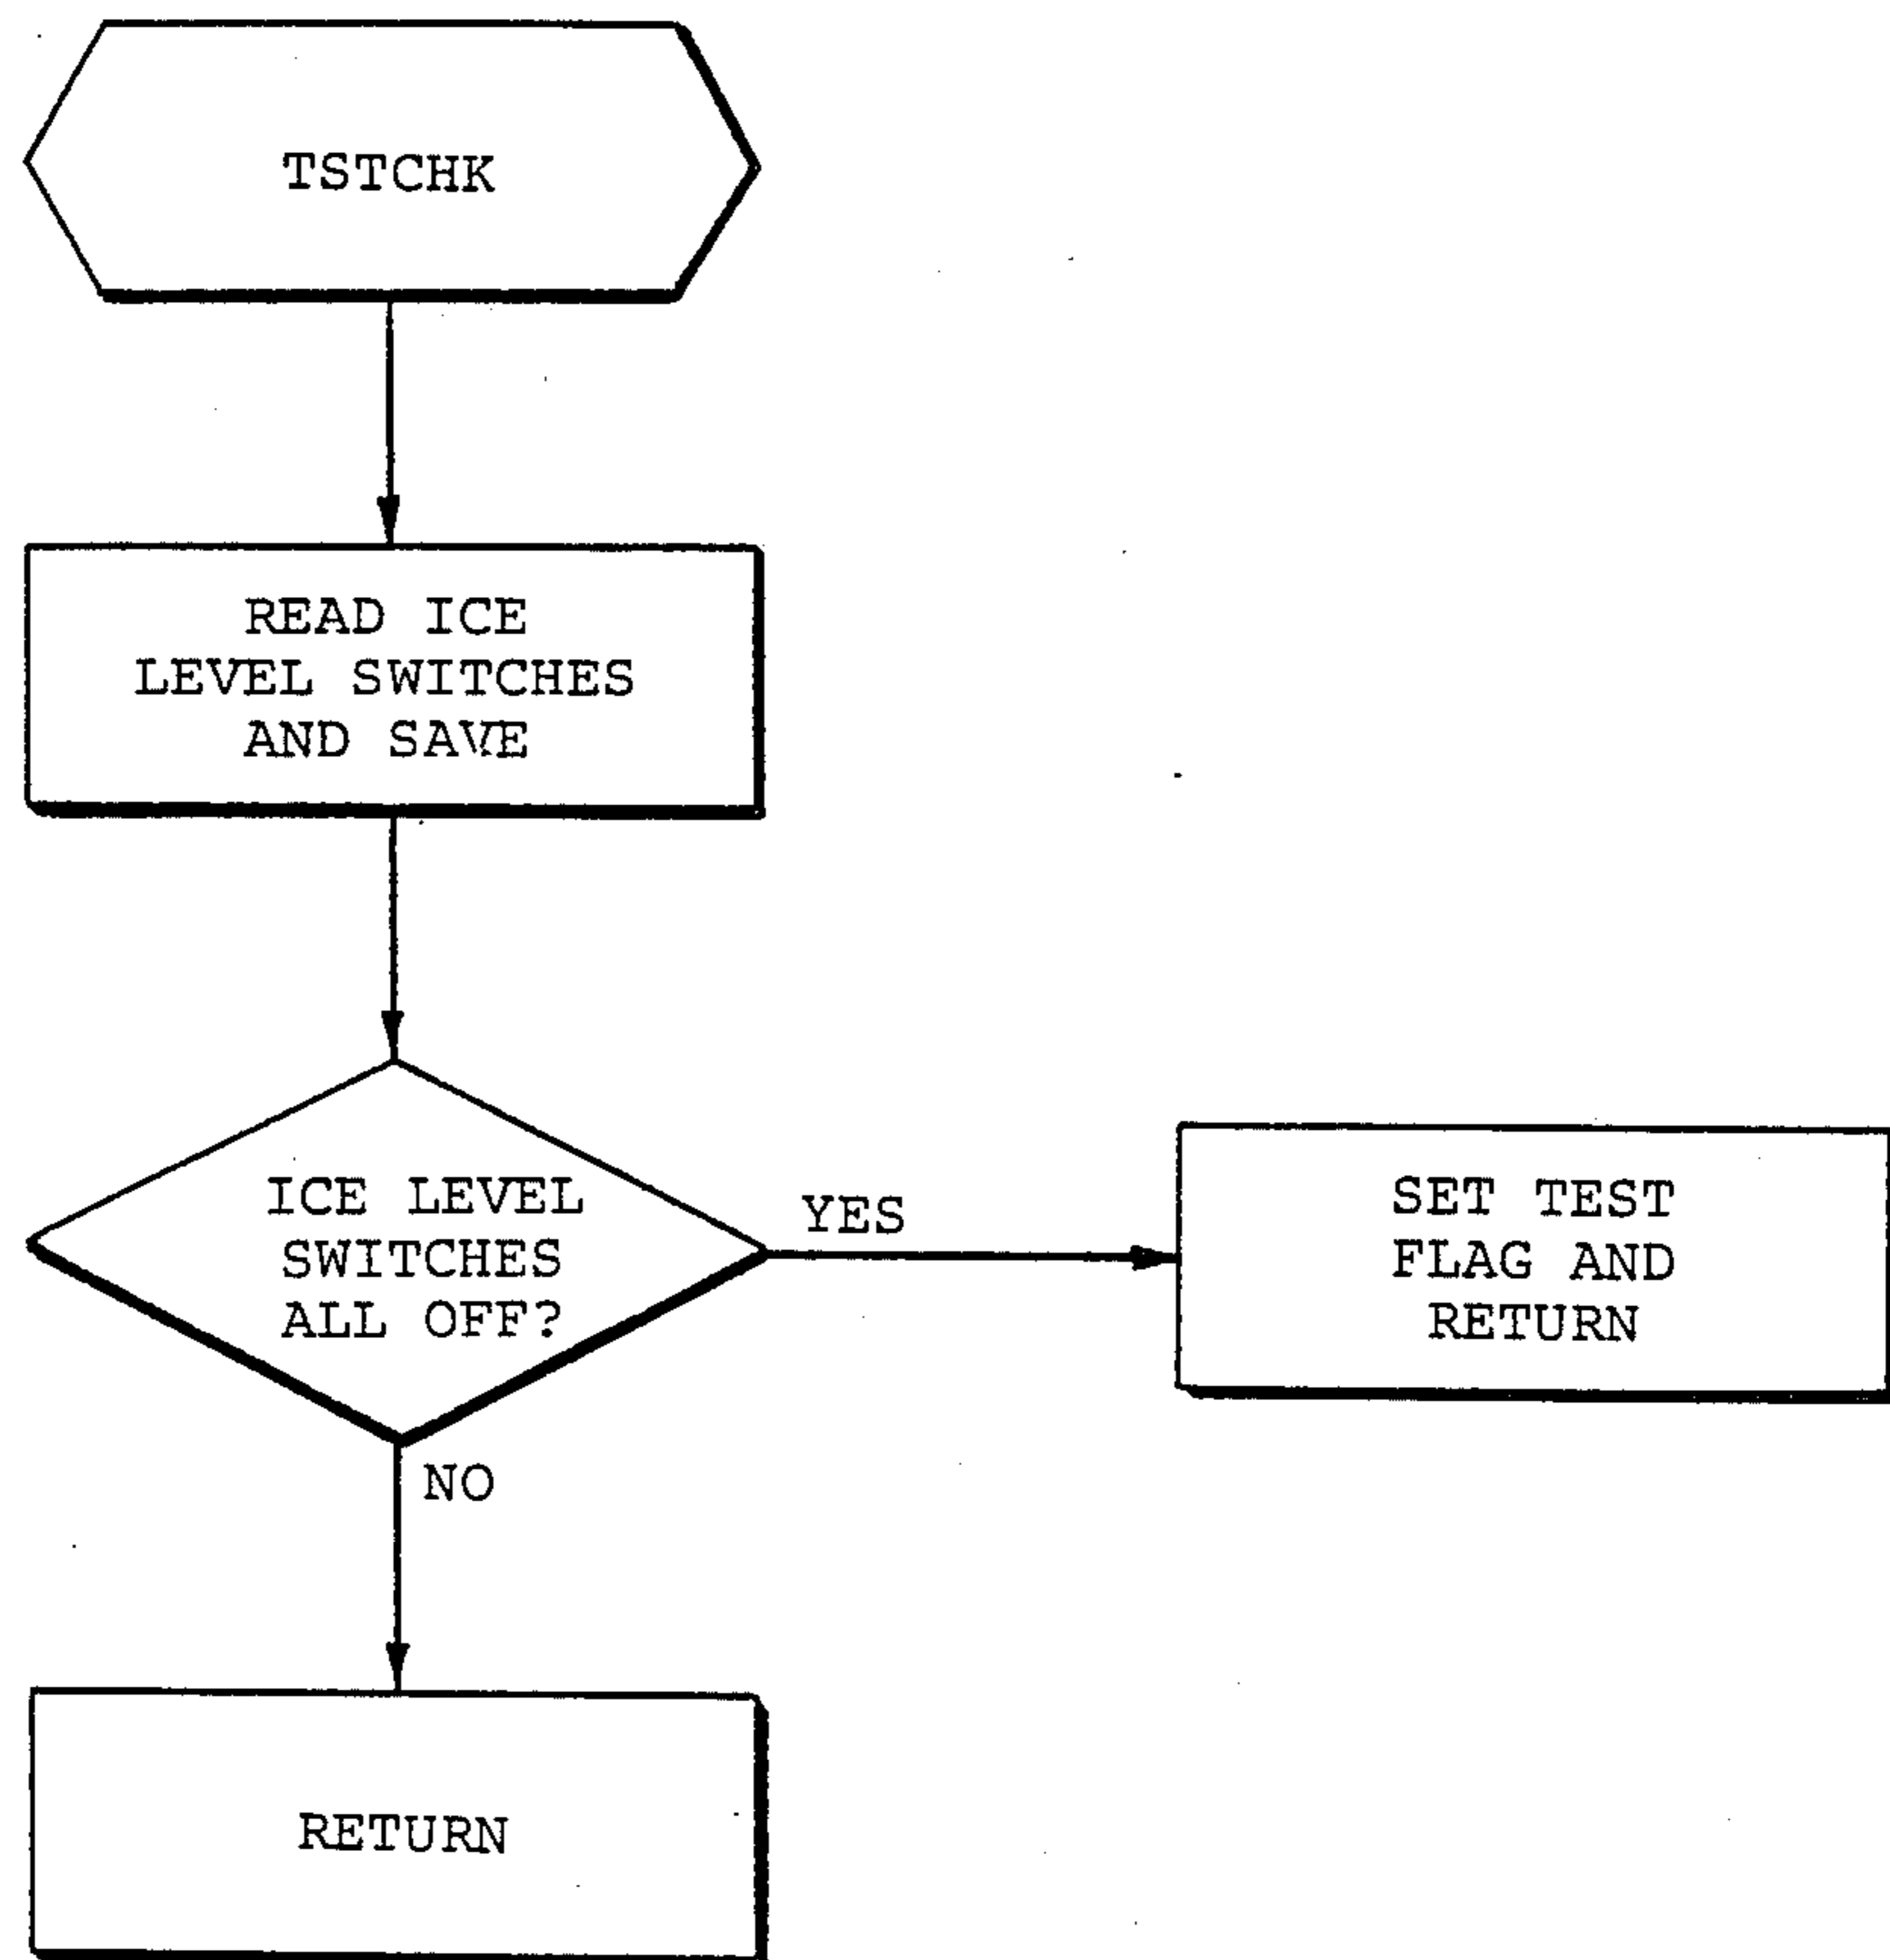 TSTCHK
READ ICE
LEVEL SWITCHES
AND SAVE
ICE LEVEL
SWITCHES
ALL OFF?
YES
SET TEST
FLAG AND
RETURN
NO
RETURN